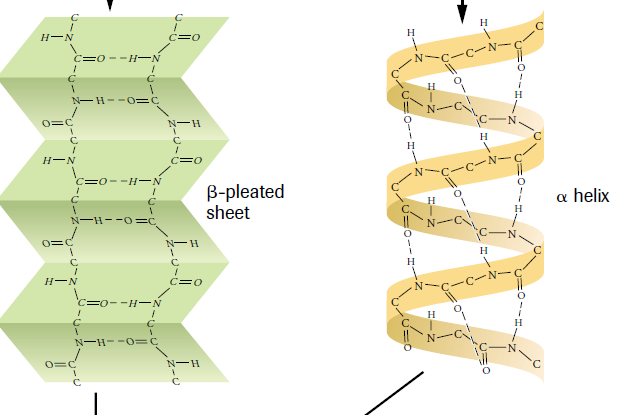 C C
H—N C=O
C=O--H—N
C C
N—H--O=C
O=C N—H
C C
H—N C=O
C=O--H—N
C C
N—H--O=C
O=C N—H
C C
H—N C=O
C=O--H—N
C C
N—H--O=C
O=C N—H
C C
β-pleated
sheet
H H C
N—C—C—N—C
C O O
C H H
O N—C C—N
H H C
N—C—C—N—C
C O O
C H H
O N—C C—N
H H C
N—C—C—N—C
C O O
C H H
O N—C C—N
O C
α helix